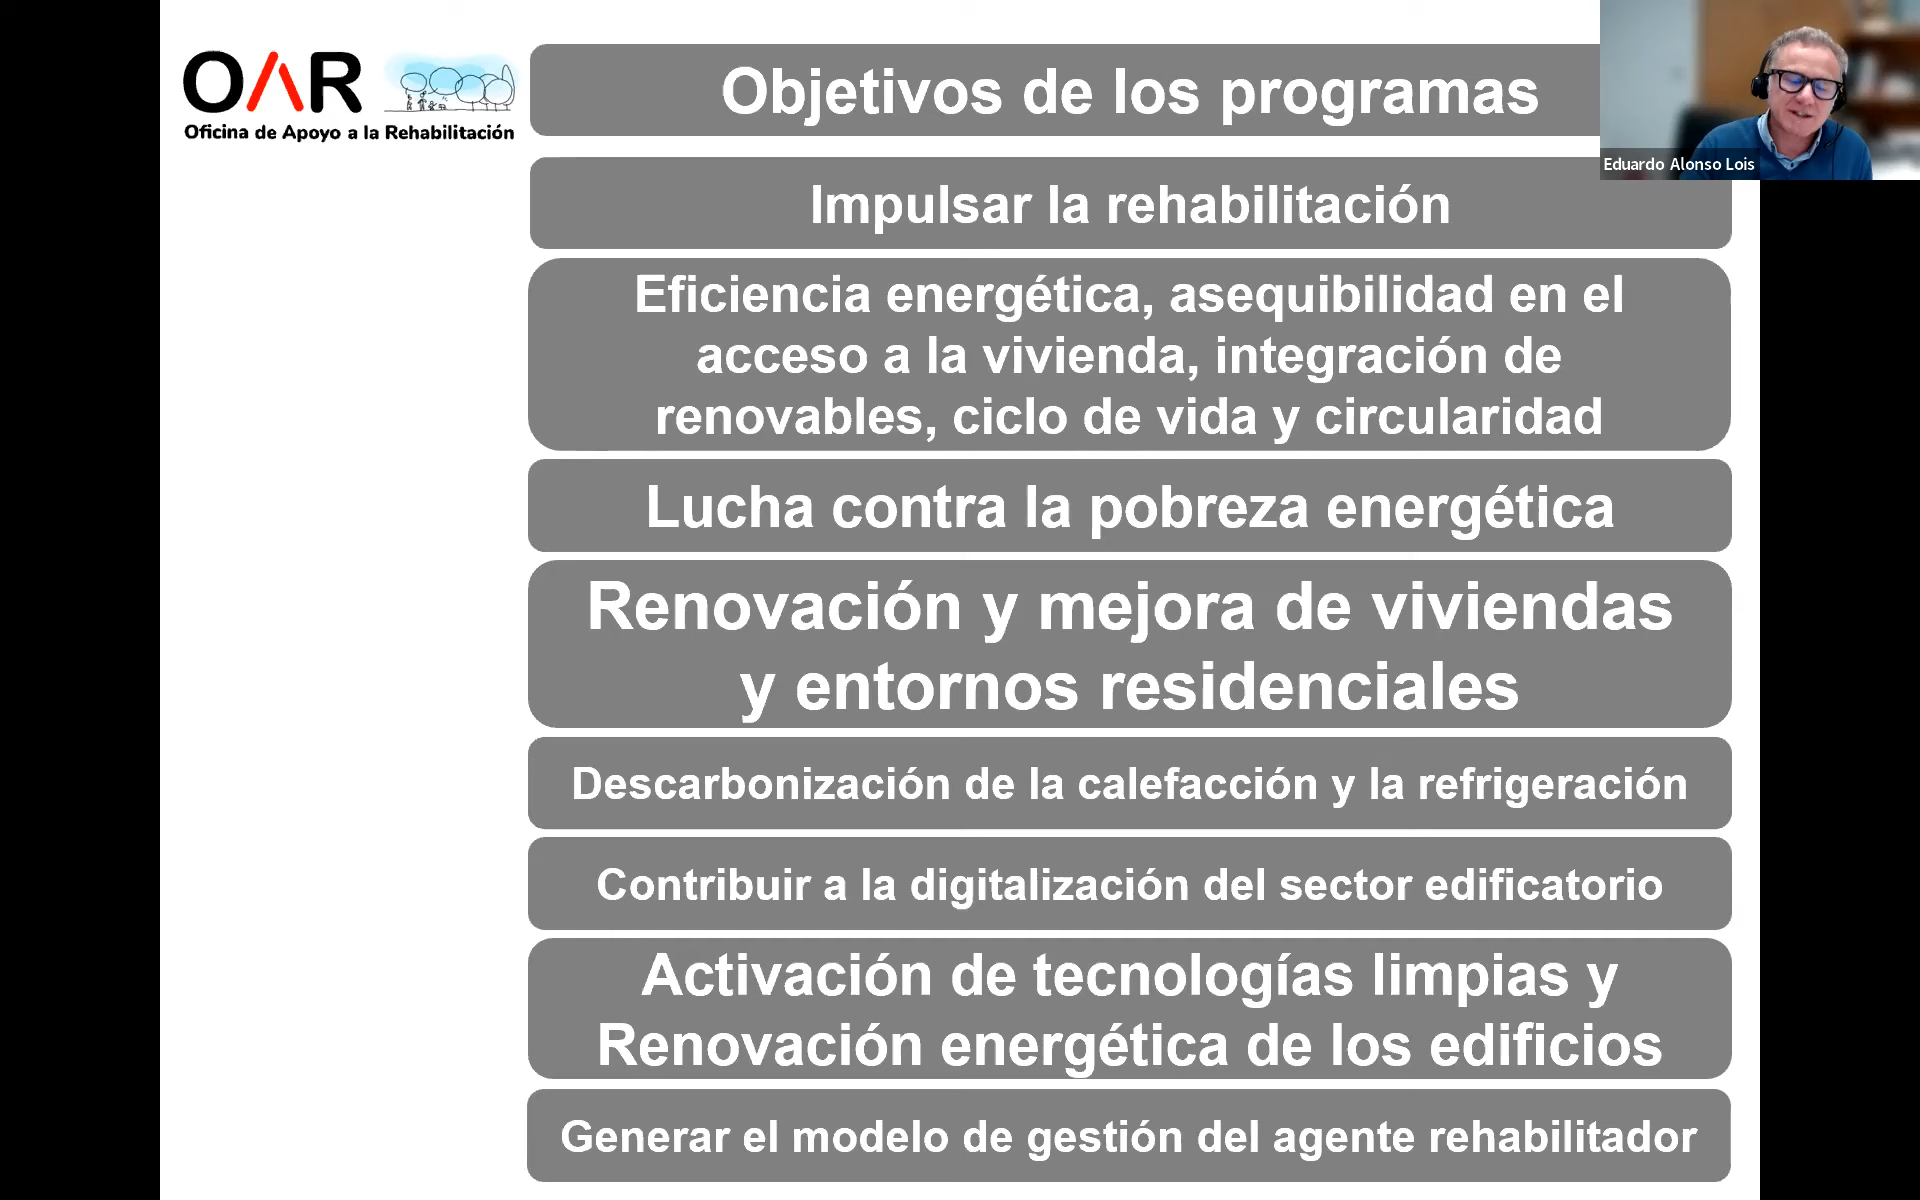 OAR
Oficina de Apoyo a la Rehabilitación
Objetivos de los programas
Eduardo Alonso Lois
Impulsar la rehabilitación
Eficiencia energética, asequibilidad en el
acceso a la vivienda, integración de
renovables, ciclo de vida y circularidad
Lucha contra la pobreza energética
Renovación y mejora de viviendas
y entornos residenciales
Descarbonización de la calefacción y la refrigeración
Contribuir a la digitalización del sector edificatorio
Activación de tecnologías limpias y
Renovación energética de los edificios
Generar el modelo de gestión del agente rehabilitador